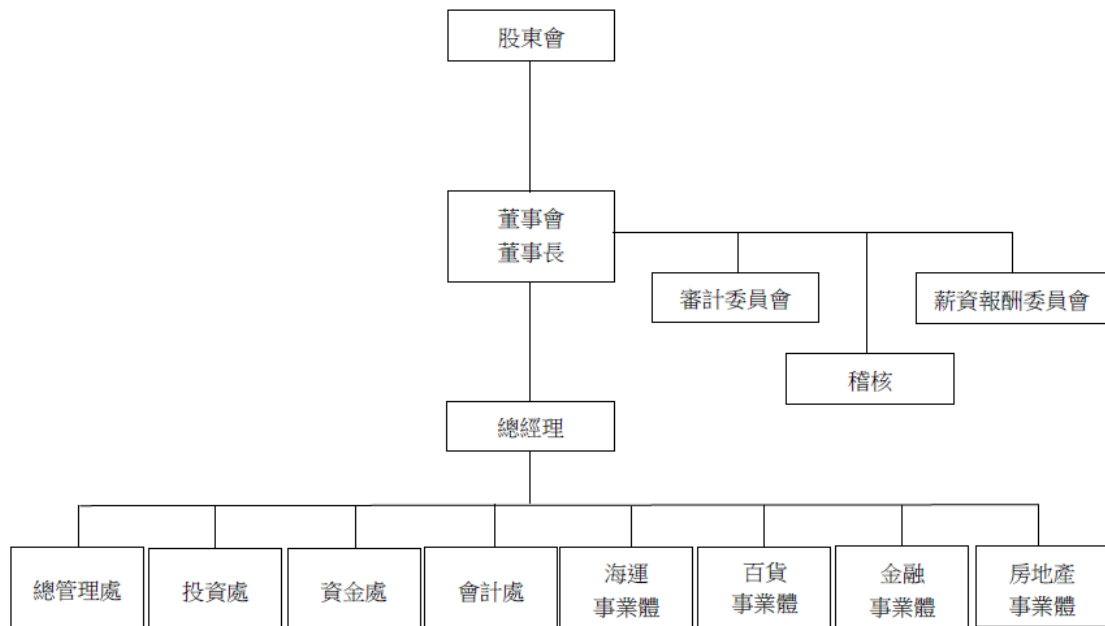 股東會
董事會
董事長
審計委員會
薪資報酬委員會
稽核
總經理
總管理處
投資處
資金處
會計處
海運
事業體
百貨
事業體
金融
事業體
房地產
事業體